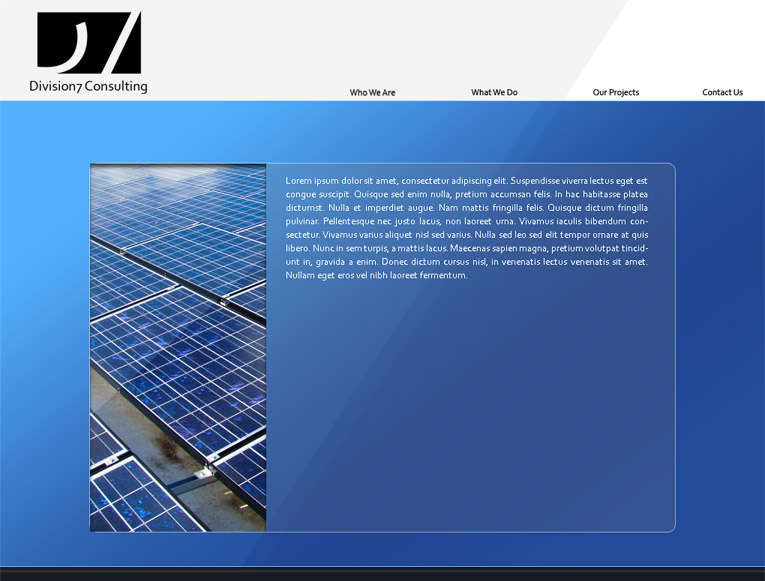 Division7 Consulting
Who We Are What We Do Our Projects Contact Us
Lorem ipsum dolor sit amet, consectetur adipiscing elit. Suspendisse viverra lectus eget est
congue suscipit. Quisque sed enim nulla, pretium accumsan felis. In hac habitasse platea
dictumst. Nulla et imperdiet augue. Nam mattis fringilla felis. Quisque dictum fringilla
pulvinar. Pellentesque nec justo lacus, non laoreet urna. Vivamus iaculis bibendum con-
sectetur. Vivamus varius aliquet nisl sed varius. Nulla sed leo sed elit tempor ornare at quis
libero. Nunc in sem turpis, a mattis lacus. Maecenas sapien magna, pretium volutpat tincid-
unt in, gravida a enim. Donec dictum cursus nisl, in venenatis lectus venenatis sit amet.
Nullam eget eros vel nibh laoreet fermentum.